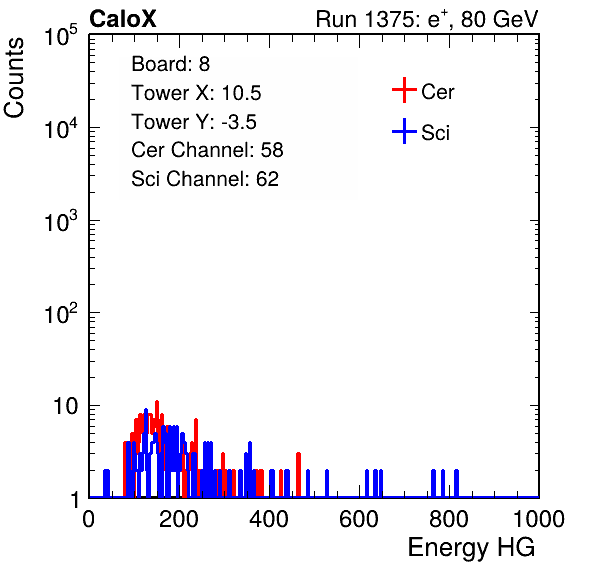 CaloX Run 1375: e⁺, 80 GeV
Counts
Board: 8
Tower X: 10.5
Tower Y: -3.5
Cer Channel: 58
Sci Channel: 62
Cer
Sci
10⁵
10⁴
10³
10²
10
1
0 200 400 600 800 1000
Energy HG